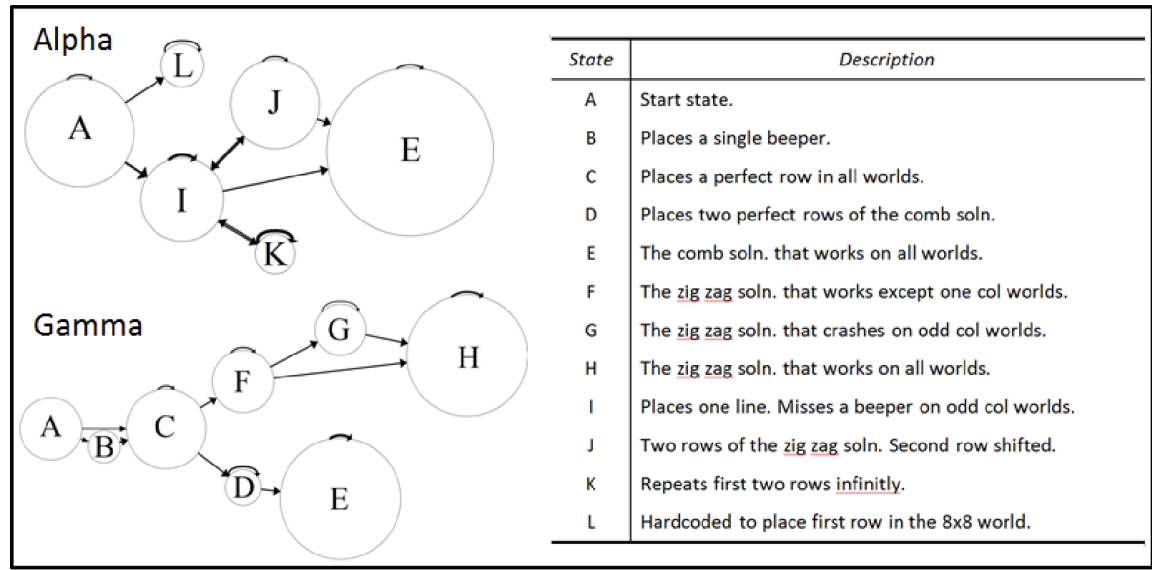 Alpha
L
J
A
E
I
K
Gamma
G
F
H
A
B
C
D
E
State Description
A Start state.
B Places a single beeper.
C Places a perfect row in all worlds.
D Places two perfect rows of the comb soln.
E The comb soln. that works on all worlds.
F The zig zag soln. that works except one col worlds.
G The zig zag soln. that crashes on odd col worlds.
H The zig zag soln. that works on all worlds.
I Places one line. Misses a beeper on odd col worlds.
J Two rows of the zig zag soln. Second row shifted.
K Repeats first two rows infinitly.
L Hardcoded to place first row in the 8x8 world.